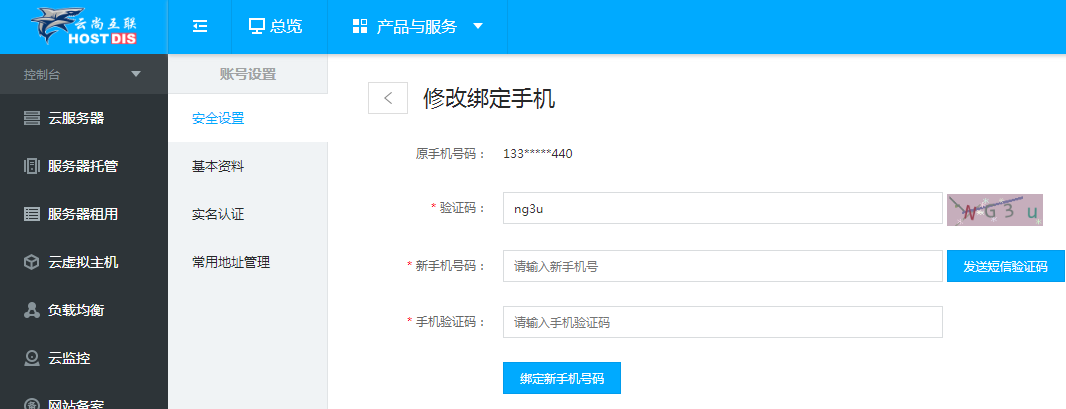 云尚互联
HOST DIS
总览
产品与服务
控制台
云服务器
服务器托管
服务器租用
云虚拟主机
负载均衡
云监控
网站备案
账号设置
安全设置
基本资料
实名认证
常用地址管理
修改绑定手机
原手机号码： 133*****440
* 验证码： ng3u NG3u
* 新手机号码： 请输入新手机号 发送短信验证码
* 手机验证码： 请输入手机验证码
绑定新手机号码